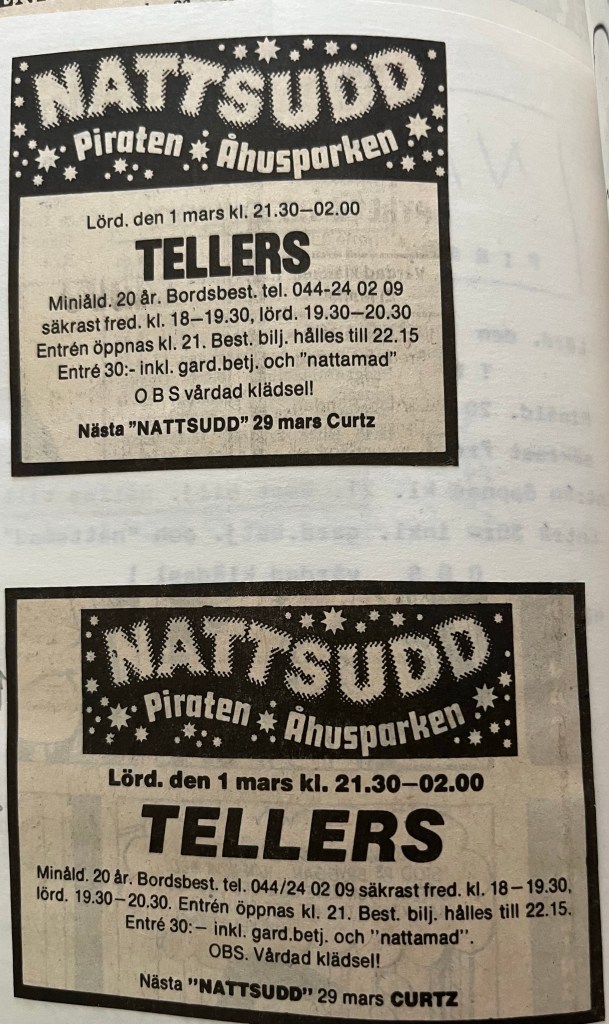 NATTSUDD
Piraten Åhusparken
Lörd. den 1 mars kl. 21.30–02.00
TELLERS
Miniåld. 20 år. Bordsbest. tel. 044-24 02 09
säkrast fred. kl. 18–19.30, lörd. 19.30–20.30
Entrén öppnas kl. 21. Best. bilj. hålles till 22.15
Entré 30:- inkl. gard.betj. och "nattamad"
O B S vårdad klädsel!
Nästa "NATTSUDD" 29 mars Curtz
NATTSUDD
Piraten Åhusparken
Lörd. den 1 mars kl. 21.30–02.00
TELLERS
Minåld. 20 år. Bordsbest. tel. 044/24 02 09 säkrast fred. kl. 18–19.30,
lörd. 19.30–20.30. Entrén öppnas kl. 21. Best. bilj. hålles till 22.15.
Entré 30:– inkl. gard.betj. och "nattamad".
OBS. Vårdad klädsel!
Nästa "NATTSUDD" 29 mars CURTZ